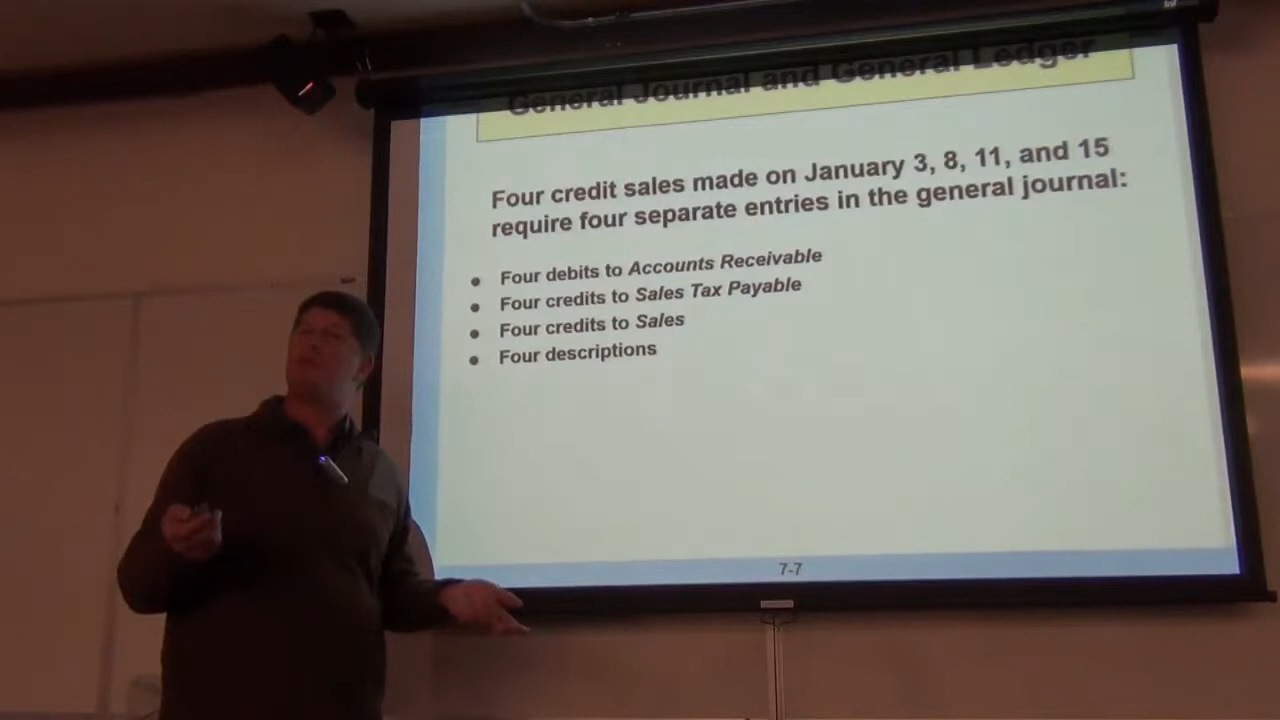 General Journal and General Ledger
Four credit sales made on January 3, 8, 11, and 15
require four separate entries in the general journal:
● Four debits to Accounts Receivable
● Four credits to Sales Tax Payable
● Four credits to Sales
● Four descriptions
7-7